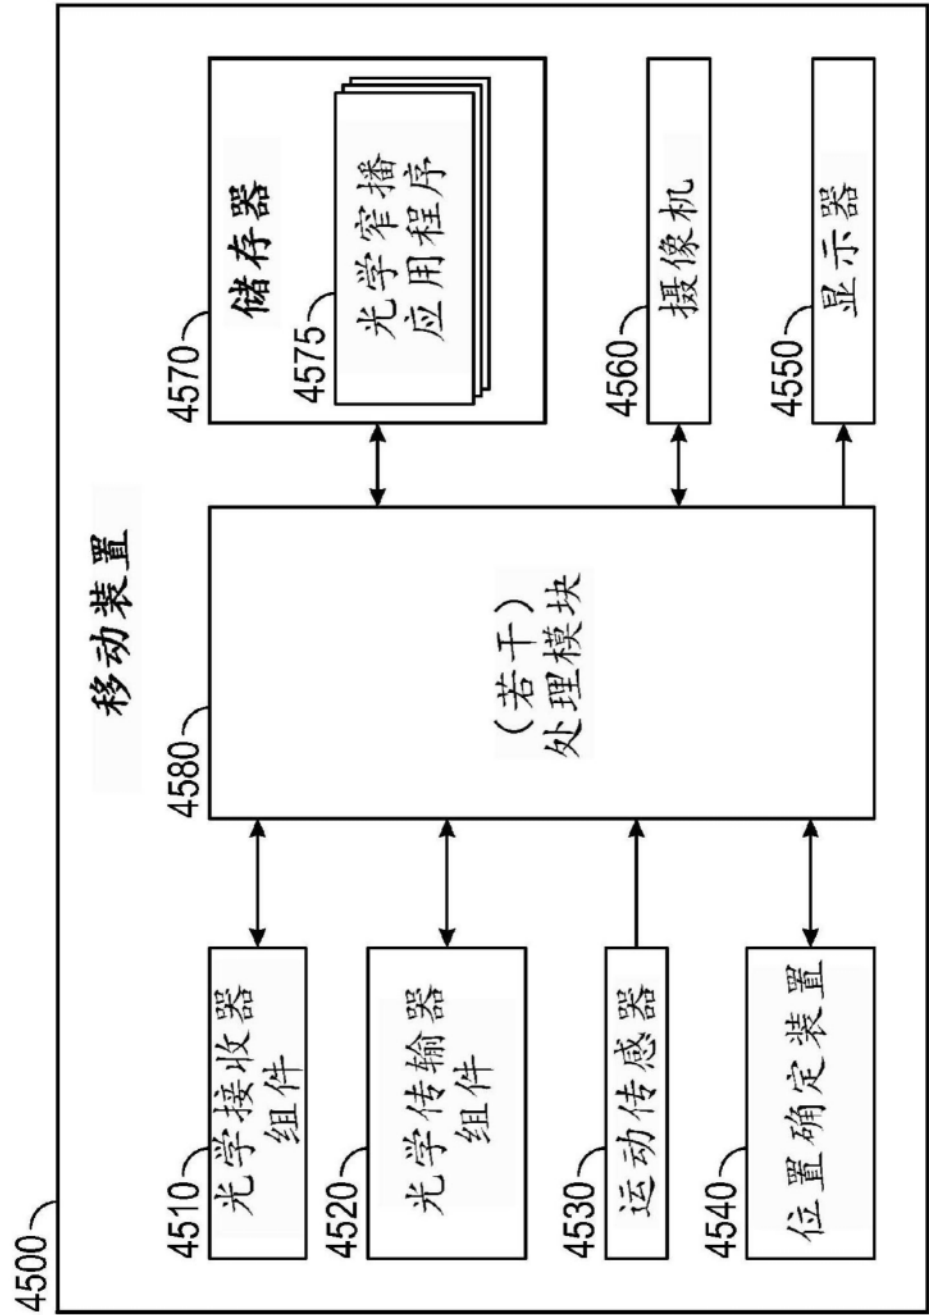 4500
移动装置
4510
光学接收器
组件
4520
光学传输器
组件
4530
运动传感器
4540
位置确定装置
4580
(若干)
处理模块
4570
储存器
4575
光学窄播
应用程序
4560
摄像机
4550
显示器